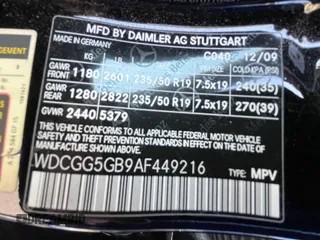 MFD BY DAIMLER AG STUTTGART
MADE IN GERMANY C040 12/09
KG LB COLD KPA (PSI)
GAWR
FRONT 1180 2601 235/50 R19 7.5x19 240(35)
GAWR
REAR 1280 2822 235/50 R19 7.5x19 270(39)
GVWR 2440 5379
THIS VEHICLE CONFORMS TO ALL APPLICABLE
FEDERAL MOTOR VEHICLE SAFETY STANDARDS IN
EFFECT ON THE DATE OF MANUFACTURE SHOWN ABOVE
WDCGG5GB9AF449216 TYPE: MPV